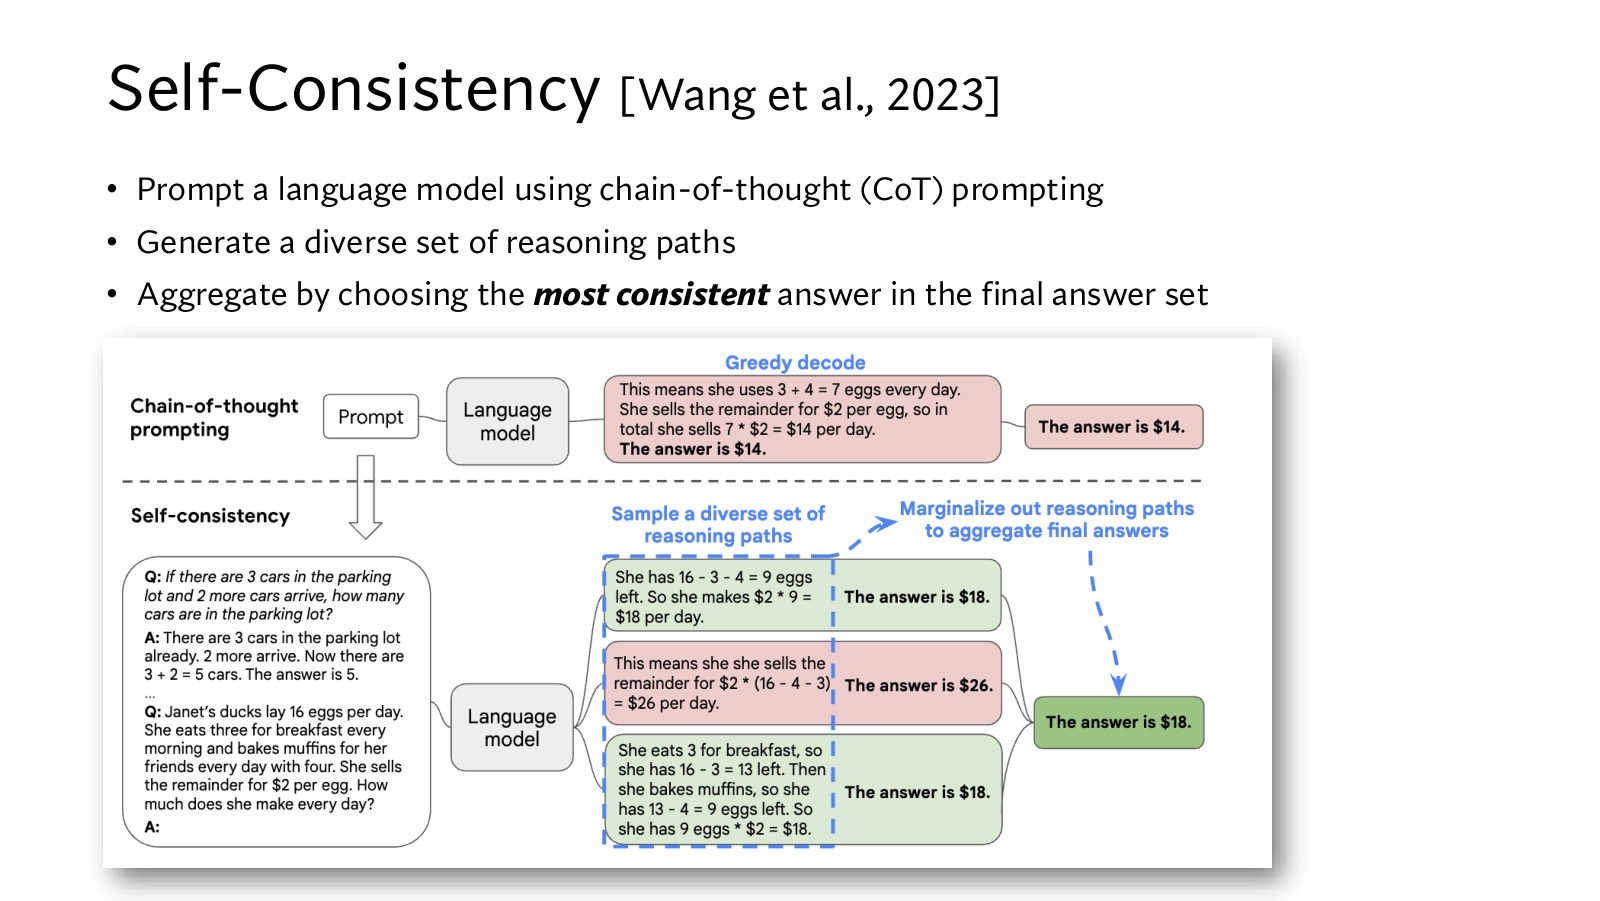 Self-Consistency [Wang et al., 2023]
• Prompt a language model using chain-of-thought (CoT) prompting
• Generate a diverse set of reasoning paths
• Aggregate by choosing the most consistent answer in the final answer set
Chain-of-thought
prompting
Prompt
Language
model
Greedy decode
This means she uses 3 + 4 = 7 eggs every day.
She sells the remainder for $2 per egg, so in
total she sells 7 * $2 = $14 per day.
The answer is $14.
The answer is $14.
Self-consistency
Q: If there are 3 cars in the parking
lot and 2 more cars arrive, how many
cars are in the parking lot?
A: There are 3 cars in the parking lot
already. 2 more arrive. Now there are
3 + 2 = 5 cars. The answer is 5.
...
Q: Janet's ducks lay 16 eggs per day.
She eats three for breakfast every
morning and bakes muffins for her
friends every day with four. She sells
the remainder for $2 per egg. How
much does she make every day?
A:
Language
model
Sample a diverse set of
reasoning paths
Marginalize out reasoning paths
to aggregate final answers
She has 16 - 3 - 4 = 9 eggs
left. So she makes $2 * 9 =
$18 per day.
The answer is $18.
This means she she sells the
remainder for $2 * (16 - 4 - 3)
= $26 per day.
The answer is $26.
She eats 3 for breakfast, so
she has 16 - 3 = 13 left. Then
she bakes muffins, so she
has 13 - 4 = 9 eggs left. So
she has 9 eggs * $2 = $18.
The answer is $18.
The answer is $18.